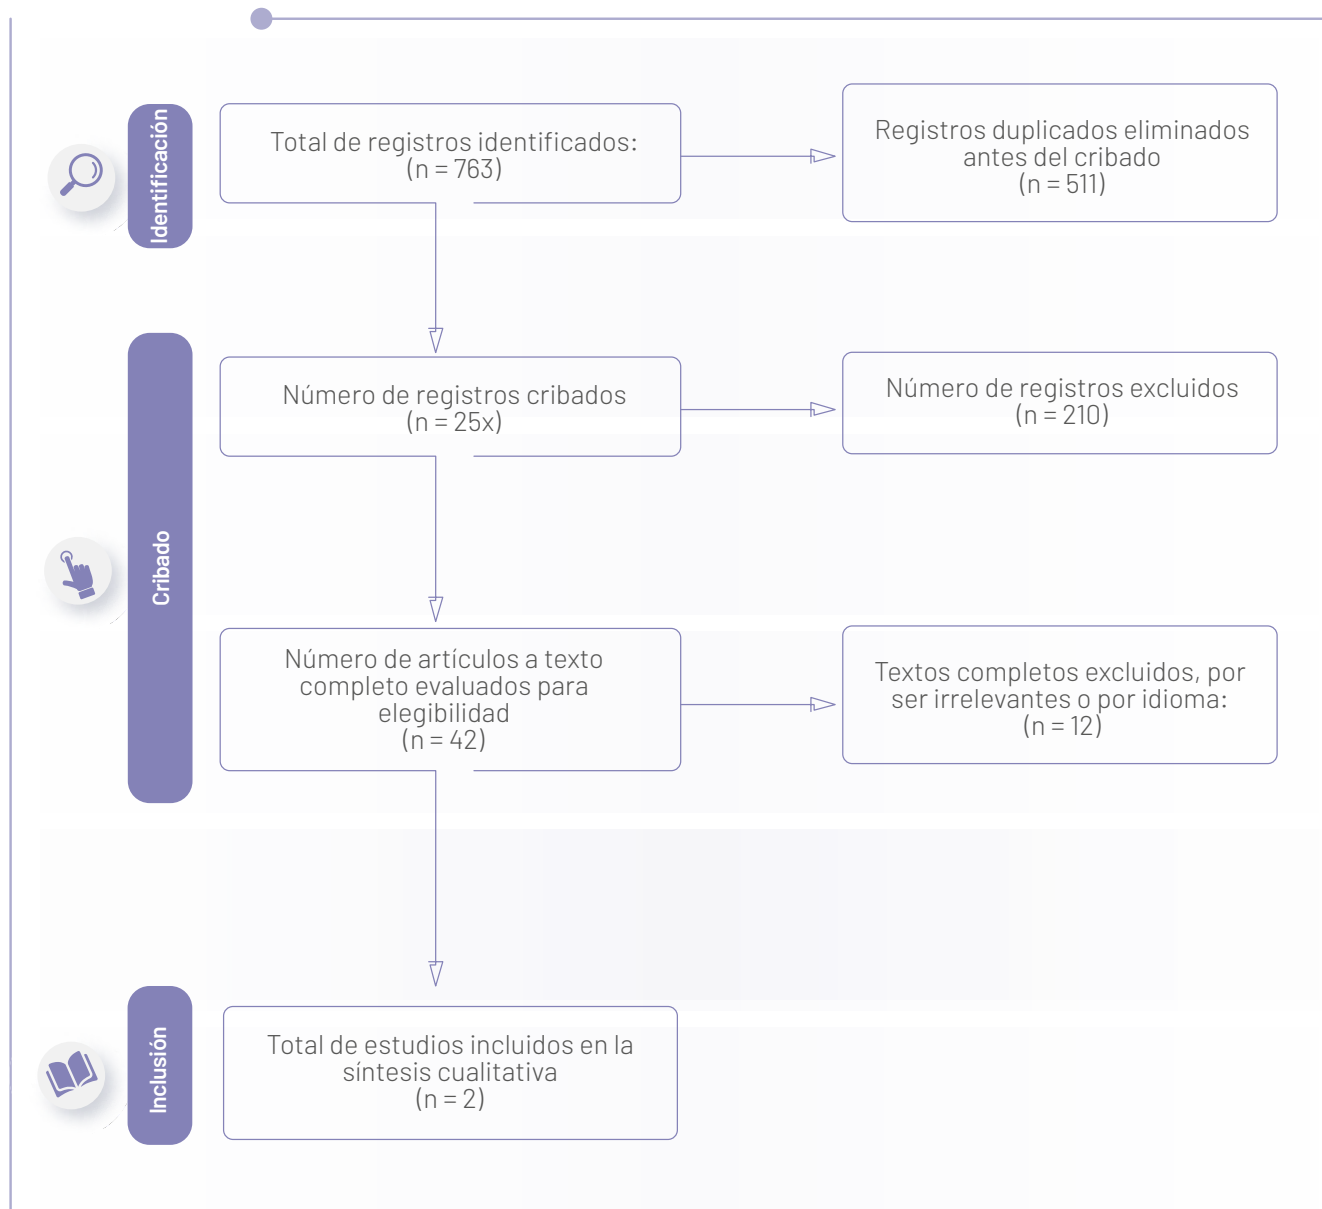 Identificación
Total de registros identificados:
(n = 763)
Registros duplicados eliminados
antes del cribado
(n = 511)
Cribado
Número de registros cribados
(n = 25x)
Número de registros excluidos
(n = 210)
Número de artículos a texto
completo evaluados para
elegibilidad
(n = 42)
Textos completos excluidos, por
ser irrelevantes o por idioma:
(n = 12)
Inclusión
Total de estudios incluidos en la
síntesis cualitativa
(n = 2)